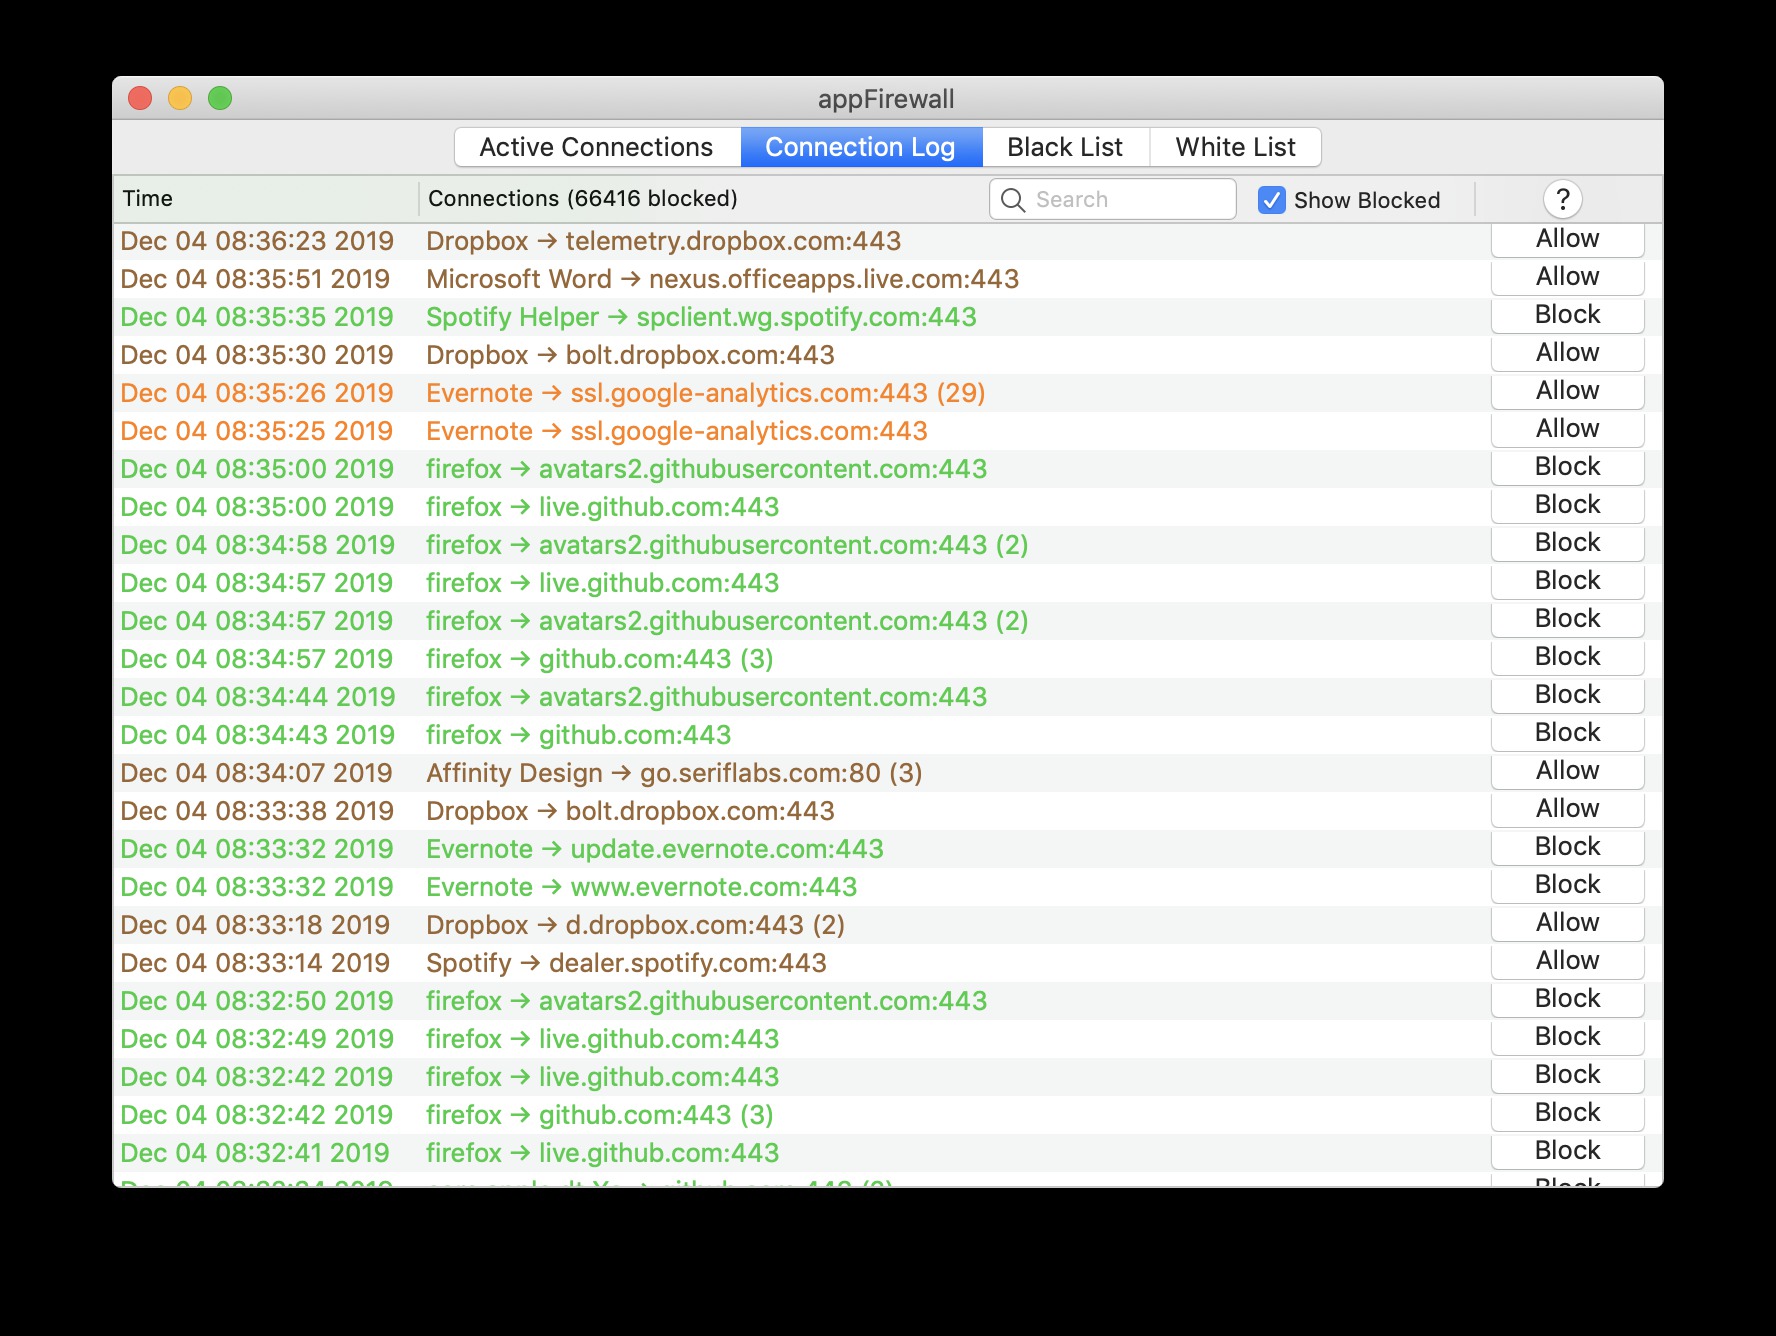 appFirewall
Active Connections Connection Log Black List White List
Time Connections (66416 blocked) Search Show Blocked ?
Dec 04 08:36:23 2019 Dropbox → telemetry.dropbox.com:443 Allow
Dec 04 08:35:51 2019 Microsoft Word → nexus.officeapps.live.com:443 Allow
Dec 04 08:35:35 2019 Spotify Helper → spclient.wg.spotify.com:443 Block
Dec 04 08:35:30 2019 Dropbox → bolt.dropbox.com:443 Allow
Dec 04 08:35:26 2019 Evernote → ssl.google-analytics.com:443 (29) Allow
Dec 04 08:35:25 2019 Evernote → ssl.google-analytics.com:443 Allow
Dec 04 08:35:00 2019 firefox → avatars2.githubusercontent.com:443 Block
Dec 04 08:35:00 2019 firefox → live.github.com:443 Block
Dec 04 08:34:58 2019 firefox → avatars2.githubusercontent.com:443 (2) Block
Dec 04 08:34:57 2019 firefox → live.github.com:443 Block
Dec 04 08:34:57 2019 firefox → avatars2.githubusercontent.com:443 (2) Block
Dec 04 08:34:57 2019 firefox → github.com:443 (3) Block
Dec 04 08:34:44 2019 firefox → avatars2.githubusercontent.com:443 Block
Dec 04 08:34:43 2019 firefox → github.com:443 Block
Dec 04 08:34:07 2019 Affinity Design → go.seriflabs.com:80 (3) Allow
Dec 04 08:33:38 2019 Dropbox → bolt.dropbox.com:443 Allow
Dec 04 08:33:32 2019 Evernote → update.evernote.com:443 Block
Dec 04 08:33:32 2019 Evernote → www.evernote.com:443 Block
Dec 04 08:33:18 2019 Dropbox → d.dropbox.com:443 (2) Allow
Dec 04 08:33:14 2019 Spotify → dealer.spotify.com:443 Allow
Dec 04 08:32:50 2019 firefox → avatars2.githubusercontent.com:443 Block
Dec 04 08:32:49 2019 firefox → live.github.com:443 Block
Dec 04 08:32:42 2019 firefox → live.github.com:443 Block
Dec 04 08:32:42 2019 firefox → github.com:443 (3) Block
Dec 04 08:32:41 2019 firefox → live.github.com:443 Block